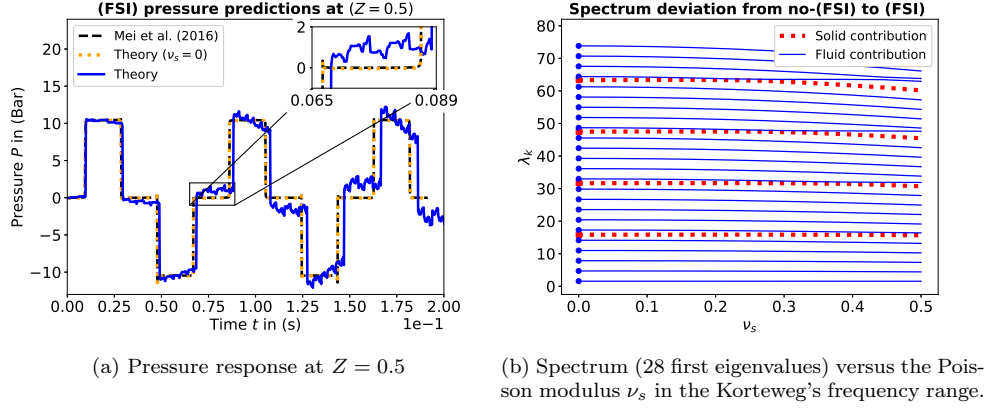 (FSI) pressure predictions at (Z = 0.5)
Mei et al. (2016)
Theory (ν_s = 0)
Theory
2
0
0.065
0.089
Pressure P in (Bar)
20
15
10
5
0
−5
−10
0.00
0.25
0.50
0.75
1.00
1.25
1.50
1.75
2.00
1e−1
Time t in (s)
(a) Pressure response at Z = 0.5
Spectrum deviation from no-(FSI) to (FSI)
Solid contribution
Fluid contribution
λ_k
80
70
60
50
40
30
20
10
0
0.0
0.1
0.2
0.3
0.4
0.5
ν_s
(b) Spectrum (28 first eigenvalues) versus the Pois-
son modulus ν_s in the Korteweg's frequency range.